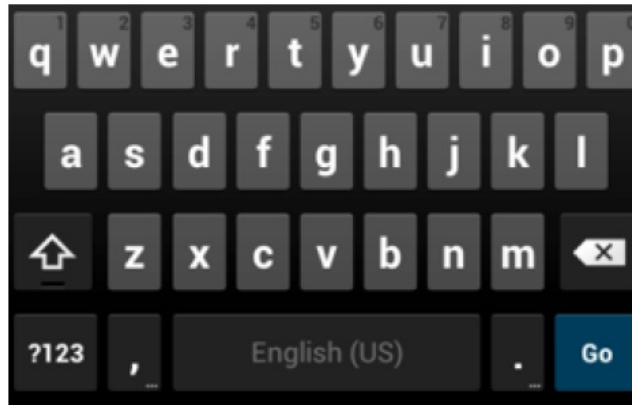 1 2 3 4 5 6 7 8 9 0
q w e r t y u i o p
a s d f g h j k l
z x c v b n m
?123 , ... English (US) . ... Go